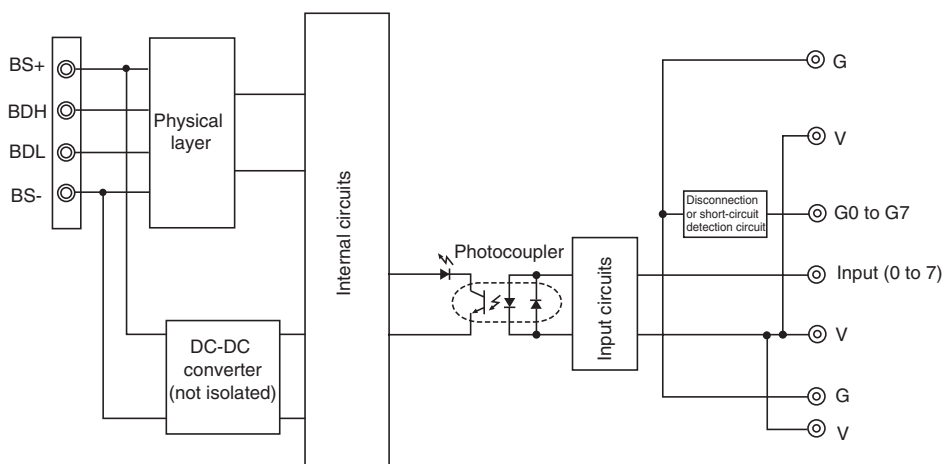 BS+
BDH
BDL
BS-
Physical
layer
DC-DC
converter
(not isolated)
Internal circuits
Photocoupler
Input circuits
Disconnection
or short-circuit
detection circuit
G
V
G0 to G7
Input (0 to 7)
V
G
V